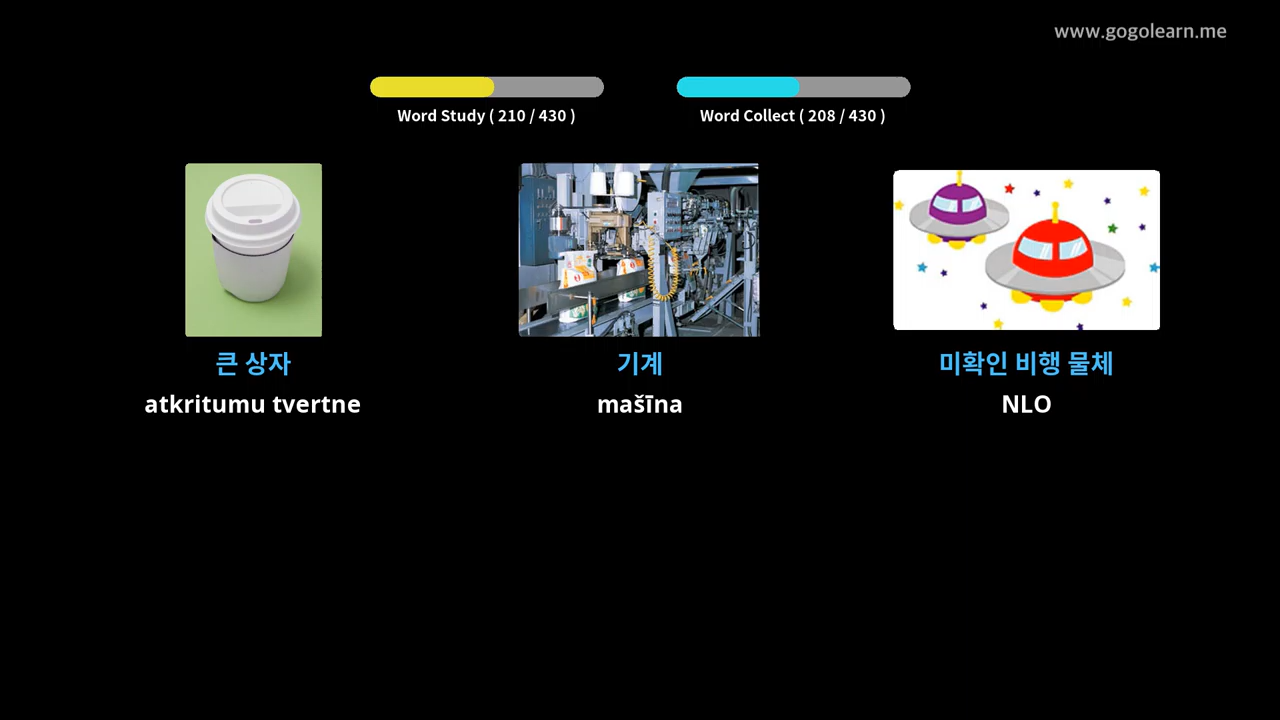 www.gogolearn.me
Word Study ( 210 / 430 )
Word Collect ( 208 / 430 )
큰 상자
기계
미확인 비행 물체
atkritumu tvertne
mašīna
NLO